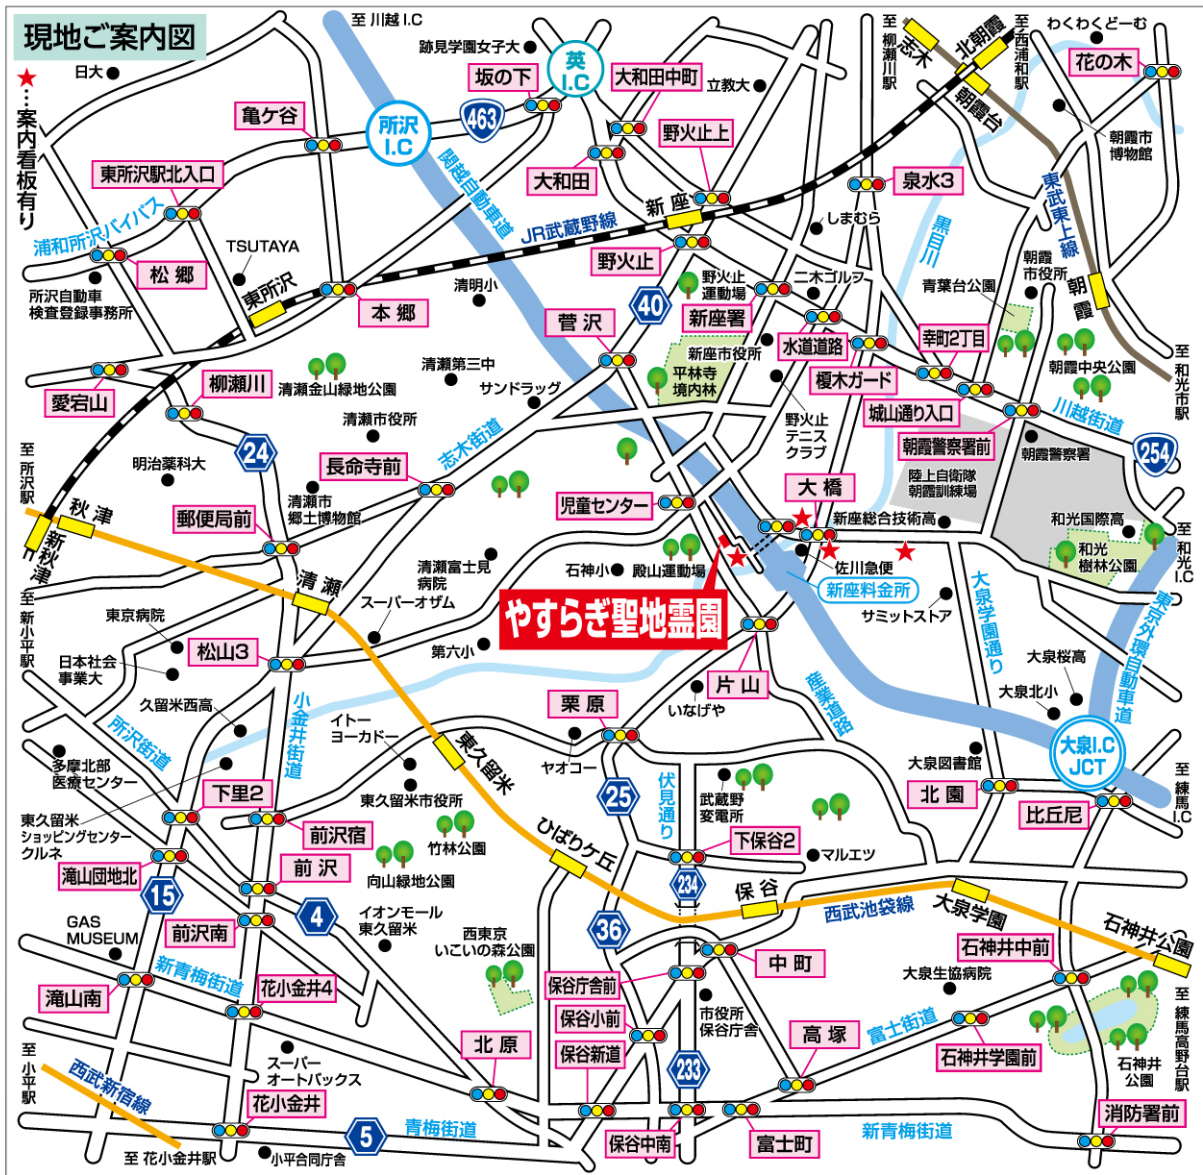 現地ご案内図
★…案内看板有り
日大
至 川越 I.C
跡見学園女子大
英
I.C
坂の下
大和田中町
立教大
至 柳瀬川駅
志木
北朝霞
至 西浦和駅
わくわくどーむ
花の木
朝霞台
亀ケ谷
所沢
I.C
463
野火止上
朝霞市
博物館
東所沢駅北入口
大和田
泉水3
関越自動車道
浦和所沢バイパス
新座
JR武蔵野線
しまむら
黒目川
東武東上線
松郷
TSUTAYA
野火止
所沢自動車
検査登録事務所
東所沢
本郷
清明小
菅沢
40
野火止
運動場
新座署
二木ゴルフ
青葉台公園
朝霞
市役所
朝霞
新座市役所
水道道路
幸町2丁目
平林寺
境内林
榎木ガード
朝霞中央公園
至 和光市駅
愛宕山
柳瀬川
清瀬金山緑地公園
清瀬第三中
サンドラッグ
城山通り入口
川越街道
清瀬市役所
野火止
テニス
クラブ
朝霞警察署前
朝霞警察署
254
至 所沢駅
明治薬科大
24
志木街道
長命寺前
大橋
陸上自衛隊
朝霞訓練場
秋津
郵便局前
清瀬市
郷土博物館
児童センター
新座総合技術高
和光国際高
新秋津
佐川急便
和光
樹林公園
至 和光 I.C
清瀬
清瀬富士見
病院
石神小
殿山運動場
新座料金所
至 新小平駅
東京病院
スーパーオザム
やすらぎ聖地霊園
サミットストア
大泉学園通り
東京外環自動車道
日本社会
事業大
松山3
第六小
片山
大泉桜高
久留米西高
小金井街道
栗原
いなげや
産業道路
大泉北小
所沢街道
イトー
ヨーカドー
東久留米
ヤオコー
大泉I.C
JCT
多摩北部
医療センター
大泉図書館
東久留米
ショッピングセンター
クルネ
下里2
東久留米市役所
25
伏見通り
武蔵野
変電所
北園
比丘尼
至 練馬 I.C
前沢宿
竹林公園
ひばりケ丘
下保谷2
マルエツ
滝山団地北
前沢
向山緑地公園
15
4
234
保谷
西武池袋線
大泉学園
GAS
MUSEUM
前沢南
イオンモール
東久留米
36
石神井公園
西東京
いこいの森公園
中町
石神井中前
新青梅街道
滝山南
花小金井4
保谷庁舎前
大泉生協病院
市役所
保谷庁舎
保谷小前
富士街道
至 練馬高野台駅
至 小平駅
スーパー
オートバックス
北原
保谷新道
高塚
石神井学園前
石神井
公園
西武新宿線
花小金井
233
5
青梅街道
保谷中南
富士町
新青梅街道
消防署前
至 花小金井駅
小平合同庁舎